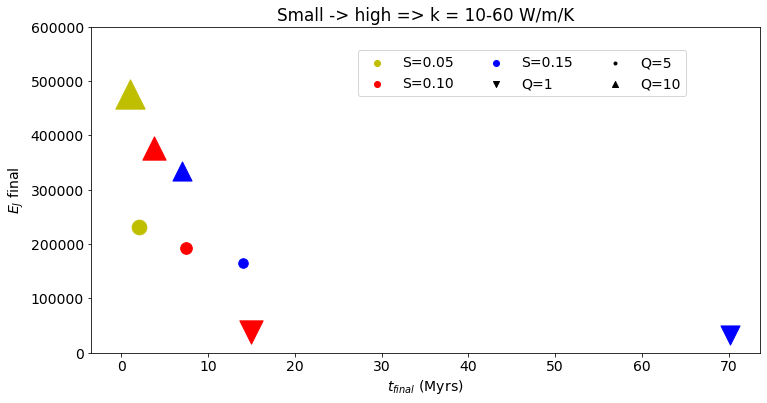 Small -> high => k = 10-60 W/m/K
S=0.05 S=0.15 Q=5
S=0.10 Q=1 Q=10
600000
500000
400000
300000
200000
100000
0
E_J final
0 10 20 30 40 50 60 70
t_final (Myrs)